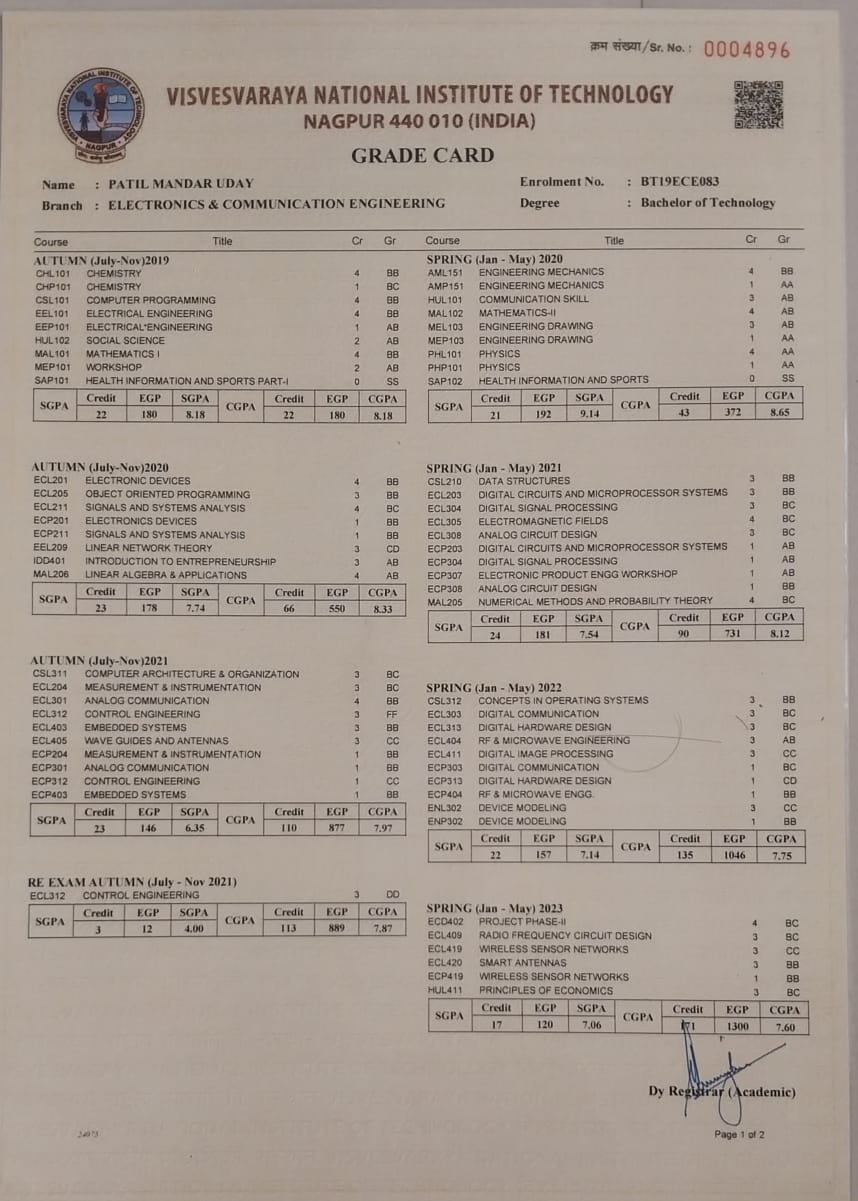 क्रम संख्या/Sr. No. : 0004896
VISVESVARAYA NATIONAL INSTITUTE OF TECHNOLOGY
NAGPUR 440 010 (INDIA)
GRADE CARD
Name : PATIL MANDAR UDAY Enrolment No. : BT19ECE083
Branch : ELECTRONICS & COMMUNICATION ENGINEERING Degree : Bachelor of Technology
Course Title Cr Gr Course Title Cr Gr
AUTUMN (July-Nov)2019
CHL101 CHEMISTRY 4 BB
CHP101 CHEMISTRY 1 BC
CSL101 COMPUTER PROGRAMMING 4 BB
EEL101 ELECTRICAL ENGINEERING 4 BB
EEP101 ELECTRICAL ENGINEERING 1 AB
HUL102 SOCIAL SCIENCE 2 AB
MAL101 MATHEMATICS I 4 BB
MEP101 WORKSHOP 2 AB
SAP101 HEALTH INFORMATION AND SPORTS PART-I 0 SS
SGPA Credit EGP SGPA CGPA Credit EGP CGPA
22 180 8.18 22 180 8.18
SPRING (Jan - May) 2020
AML151 ENGINEERING MECHANICS 4 BB
AMP151 ENGINEERING MECHANICS 1 AA
HUL101 COMMUNICATION SKILL 3 AB
MAL102 MATHEMATICS-II 4 AB
MEL103 ENGINEERING DRAWING 3 AB
MEP103 ENGINEERING DRAWING 1 AA
PHL101 PHYSICS 4 AA
PHP101 PHYSICS 1 AA
SAP102 HEALTH INFORMATION AND SPORTS 0 SS
SGPA Credit EGP SGPA CGPA Credit EGP CGPA
21 192 9.14 43 372 8.65
AUTUMN (July-Nov)2020
ECL201 ELECTRONIC DEVICES 4 BB
ECL205 OBJECT ORIENTED PROGRAMMING 3 BB
ECL211 SIGNALS AND SYSTEMS ANALYSIS 4 BC
ECP201 ELECTRONICS DEVICES 1 BB
ECP211 SIGNALS AND SYSTEMS ANALYSIS 1 BB
EEL209 LINEAR NETWORK THEORY 3 CD
IDD401 INTRODUCTION TO ENTREPRENEURSHIP 3 AB
MAL206 LINEAR ALGEBRA & APPLICATIONS 4 AB
SGPA Credit EGP SGPA CGPA Credit EGP CGPA
23 178 7.74 66 550 8.33
SPRING (Jan - May) 2021
CSL210 DATA STRUCTURES 3 BB
ECL203 DIGITAL CIRCUITS AND MICROPROCESSOR SYSTEMS 3 BB
ECL304 DIGITAL SIGNAL PROCESSING 3 BC
ECL305 ELECTROMAGNETIC FIELDS 4 BC
ECL308 ANALOG CIRCUIT DESIGN 3 BC
ECP203 DIGITAL CIRCUITS AND MICROPROCESSOR SYSTEMS 1 AB
ECP304 DIGITAL SIGNAL PROCESSING 1 AB
ECP307 ELECTRONIC PRODUCT ENGG WORKSHOP 1 AB
ECP308 ANALOG CIRCUIT DESIGN 1 BB
MAL205 NUMERICAL METHODS AND PROBABILITY THEORY 4 BC
SGPA Credit EGP SGPA CGPA Credit EGP CGPA
24 181 7.54 90 731 8.12
AUTUMN (July-Nov)2021
CSL311 COMPUTER ARCHITECTURE & ORGANIZATION 3 BC
ECL204 MEASUREMENT & INSTRUMENTATION 3 BC
ECL301 ANALOG COMMUNICATION 4 BB
ECL312 CONTROL ENGINEERING 3 FF
ECL403 EMBEDDED SYSTEMS 3 BB
ECL405 WAVE GUIDES AND ANTENNAS 3 CC
ECP204 MEASUREMENT & INSTRUMENTATION 1 BB
ECP301 ANALOG COMMUNICATION 1 BB
ECP312 CONTROL ENGINEERING 1 CC
ECP403 EMBEDDED SYSTEMS 1 BB
SGPA Credit EGP SGPA CGPA Credit EGP CGPA
23 146 6.35 110 877 7.97
SPRING (Jan - May) 2022
CSL312 CONCEPTS IN OPERATING SYSTEMS 3 BB
ECL303 DIGITAL COMMUNICATION 3 BC
ECL313 DIGITAL HARDWARE DESIGN 3 BC
ECL404 RF & MICROWAVE ENGINEERING 3 AB
ECL411 DIGITAL IMAGE PROCESSING 3 CC
ECP303 DIGITAL COMMUNICATION 1 BC
ECP313 DIGITAL HARDWARE DESIGN 1 CD
ECP404 RF & MICROWAVE ENGG. 1 BB
ENL302 DEVICE MODELING 3 CC
ENP302 DEVICE MODELING 1 BB
SGPA Credit EGP SGPA CGPA Credit EGP CGPA
22 157 7.14 135 1046 7.75
RE EXAM AUTUMN (July - Nov 2021)
ECL312 CONTROL ENGINEERING 3 DD
SGPA Credit EGP SGPA CGPA Credit EGP CGPA
3 12 4.00 113 889 7.87
SPRING (Jan - May) 2023
ECD402 PROJECT PHASE-II 4 BC
ECL409 RADIO FREQUENCY CIRCUIT DESIGN 3 BC
ECL419 WIRELESS SENSOR NETWORKS 3 CC
ECL420 SMART ANTENNAS 3 BB
ECP419 WIRELESS SENSOR NETWORKS 1 BB
HUL411 PRINCIPLES OF ECONOMICS 3 BC
SGPA Credit EGP SGPA CGPA Credit EGP CGPA
17 120 7.06 171 1300 7.60
Dy Registrar (Academic)
Page 1 of 2